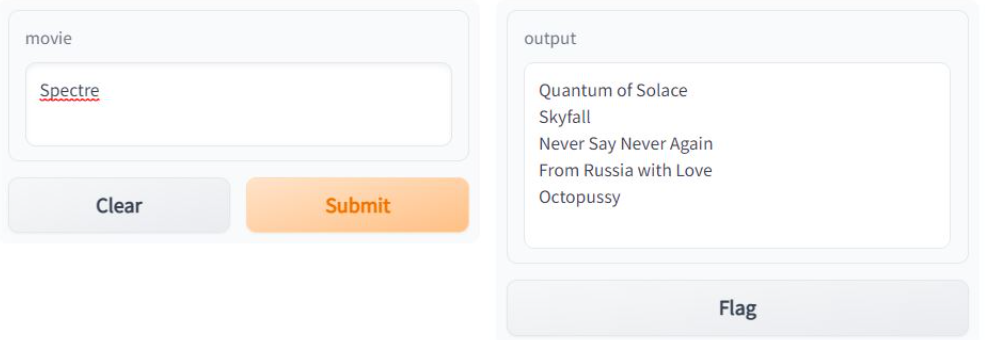 movie
Spectre
Clear
Submit
output
Quantum of Solace
Skyfall
Never Say Never Again
From Russia with Love
Octopussy
Flag